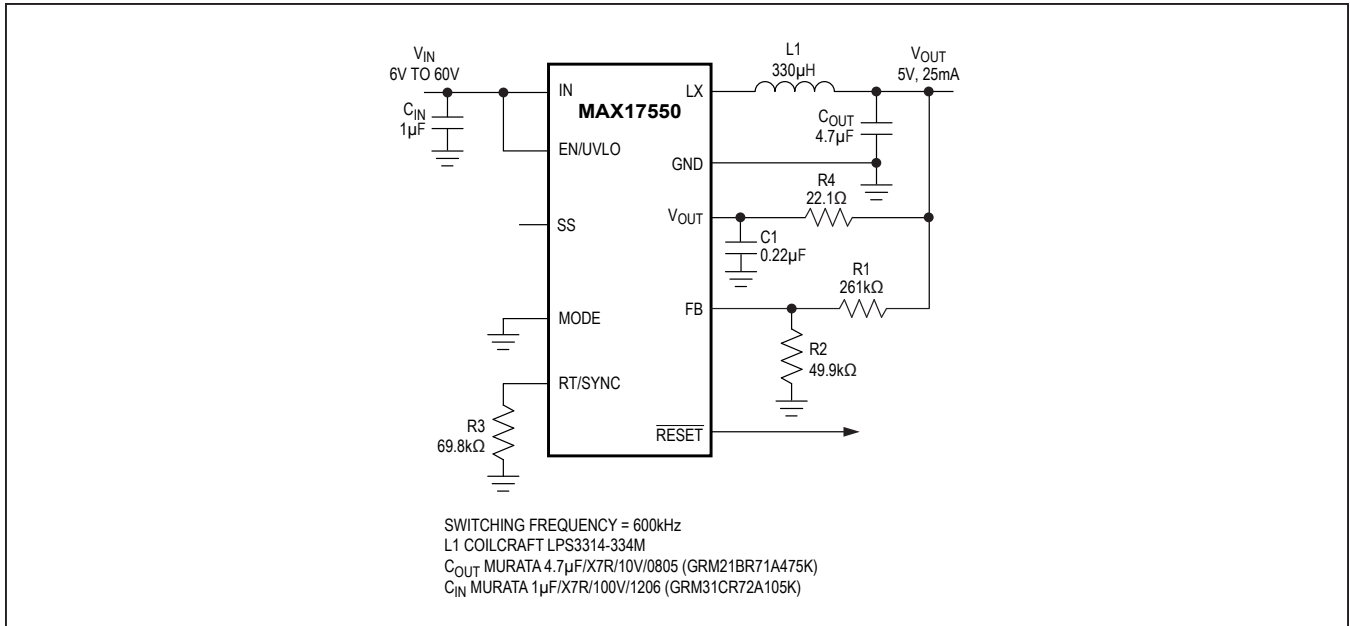 V_IN
6V TO 60V
C_IN
1µF
IN
EN/UVLO
SS
MODE
RT/SYNC
R3
69.8kΩ
MAX17550
LX
GND
V_OUT
FB
RESET
L1
330µH
V_OUT
5V, 25mA
C_OUT
4.7µF
R4
22.1Ω
C1
0.22µF
R1
261kΩ
R2
49.9kΩ
SWITCHING FREQUENCY = 600kHz
L1 COILCRAFT LPS3314-334M
C_OUT MURATA 4.7µF/X7R/10V/0805 (GRM21BR71A475K)
C_IN MURATA 1µF/X7R/100V/1206 (GRM31CR72A105K)